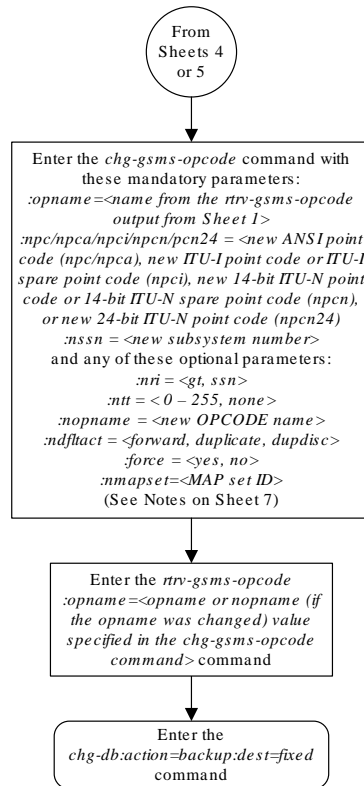 From
Sheets 4
or 5
Enter the chg-gsms-opcode command with
these mandatory parameters:
:opname=<name from the rtrv-gsms-opcode
output from Sheet 1>
:npc/npca/npci/npcn/pcn24 = <new ANSI point
code (npc/npca), new ITU-I point code or ITU-I
spare point code (npci), new 14-bit ITU-N point
code or 14-bit ITU-N spare point code (npcn),
or new 24-bit ITU-N point code (npcn24)
:nssn = <new subsystem number>
and any of these optional parameters:
:nri = <gt, ssn>
:ntt = < 0 – 255, none>
:nopname = <new OPCODE name>
:ndfltact = <forward, duplicate, dupdisc>
:force = <yes, no>
:nmapset=<MAP set ID>
(See Notes on Sheet 7)
Enter the rtrv-gsms-opcode
:opname=<opname or nopname (if
the opname was changed) value
specified in the chg-gsms-opcode
command> command
Enter the
chg-db:action=backup:dest=fixed
command